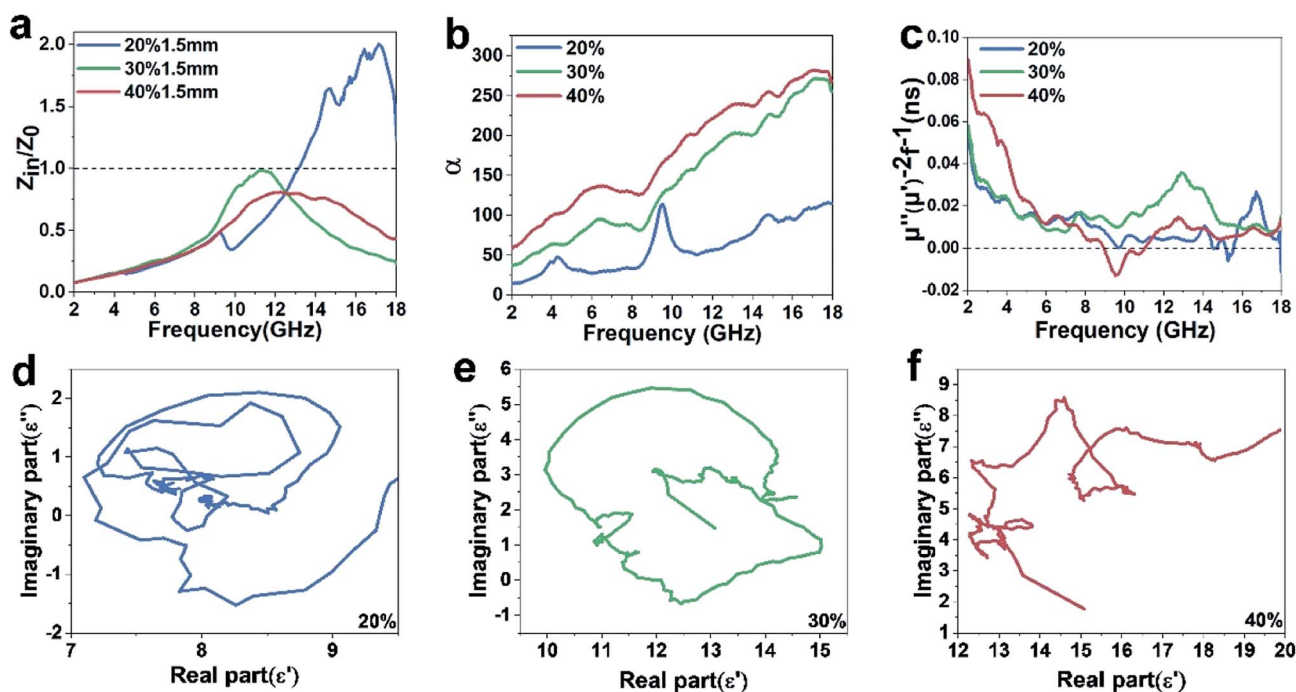 a
20%1.5mm
30%1.5mm
40%1.5mm
Zin/Z0
2.0
1.5
1.0
0.5
0.0
2 4 6 8 10 12 14 16 18
Frequency(GHz)
b
20%
30%
40%
α
300
250
200
150
100
50
0
2 4 6 8 10 12 14 16 18
Frequency (GHz)
c
20%
30%
40%
μ''(μ')-2f-1(ns)
0.10
0.08
0.06
0.04
0.02
0.00
-0.02
2 4 6 8 10 12 14 16 18
Frequency (GHz)
d
Imaginary part(ε'')
2
1
0
-1
-2
7 8 9
20%
Real part(ε')
e
Imaginary part(ε'')
6
5
4
3
2
1
0
-1
10 11 12 13 14 15
30%
Real part(ε')
f
Imaginary part(ε'')
9
8
7
6
5
4
3
2
1
12 13 14 15 16 17 18 19 20
40%
Real part(ε')